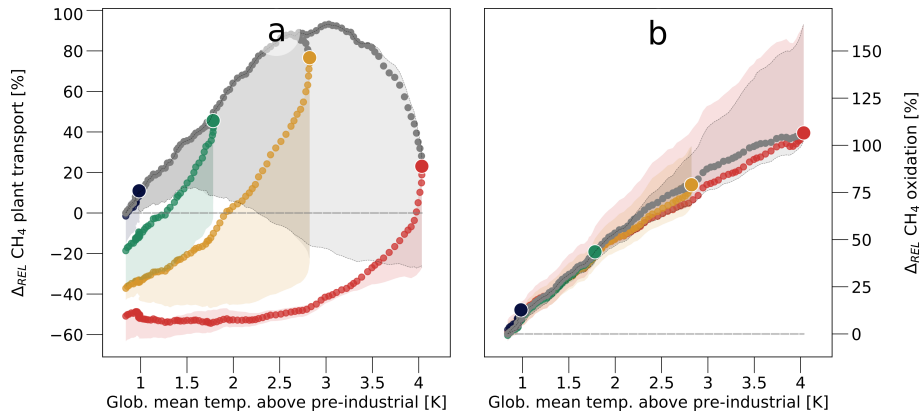 a
b
100
80
60
40
20
0
−20
−40
−60
Δ_REL CH_4 plant transport [%]
1 1.5 2 2.5 3 3.5 4
Glob. mean temp. above pre-industrial [K]
1 1.5 2 2.5 3 3.5 4
Glob. mean temp. above pre-industrial [K]
150
125
100
75
50
25
0
Δ_REL CH_4 oxidation [%]